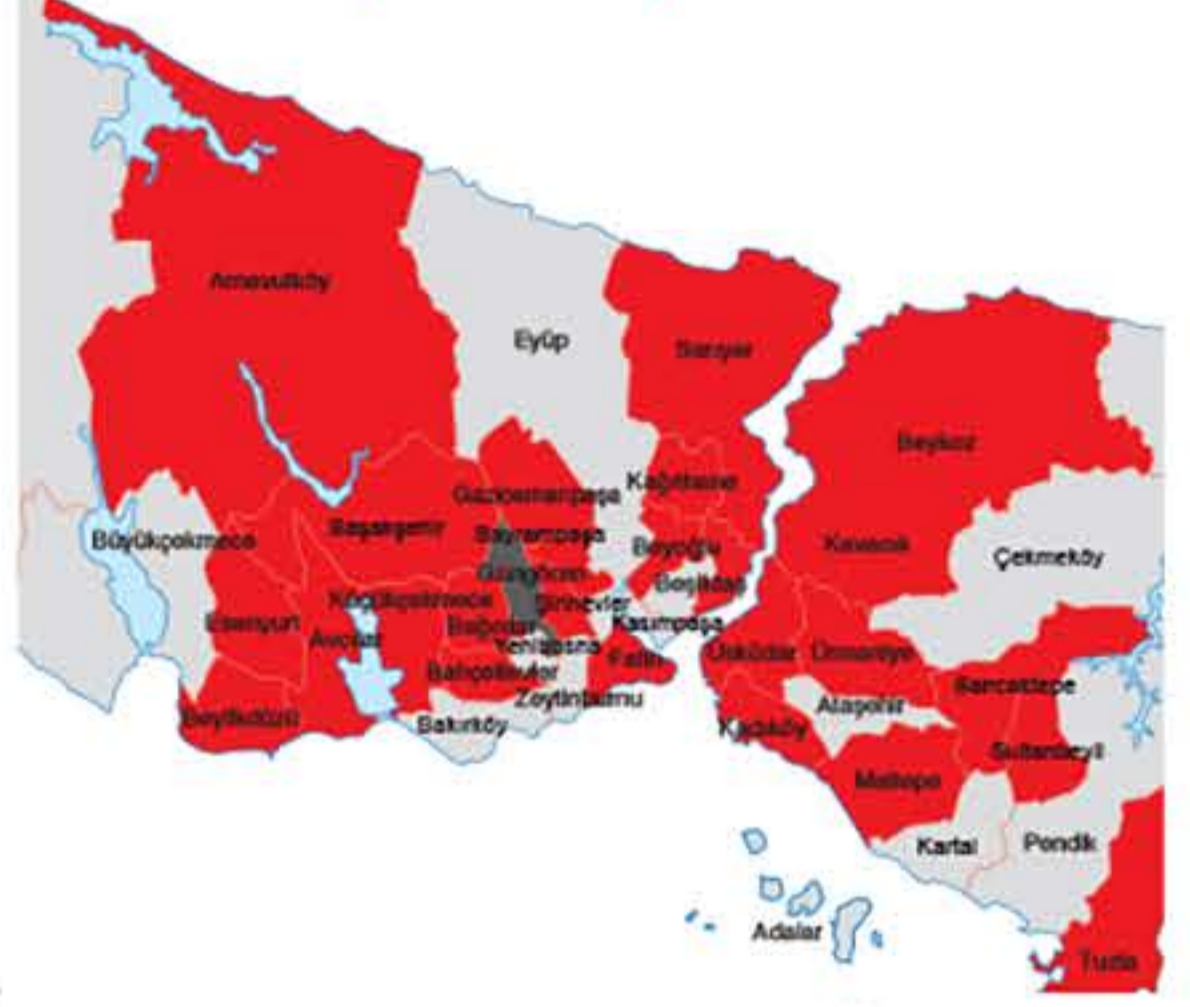 Arnavutköy
Eyüp
Sarıyer
Beykoz
Gaziosmanpaşa
Kağıthane
Başakşehir
Bayrampaşa
Büyükçekmece
Beyoğlu
Kavacık
Çekmeköy
Güngören
Beşiktaş
Küçükçekmece
Şirinevler
Kasımpaşa
Esenyurt
Avcılar
Bağcılar
Yenibosna
Fatih
Üsküdar
Ümraniye
Bahçelievler
Sancaktepe
Zeytinburnu
Ataşehir
Beylikdüzü
Bakırköy
Kadıköy
Sultanbeyli
Maltepe
Kartal
Pendik
Adalar
Tuzla